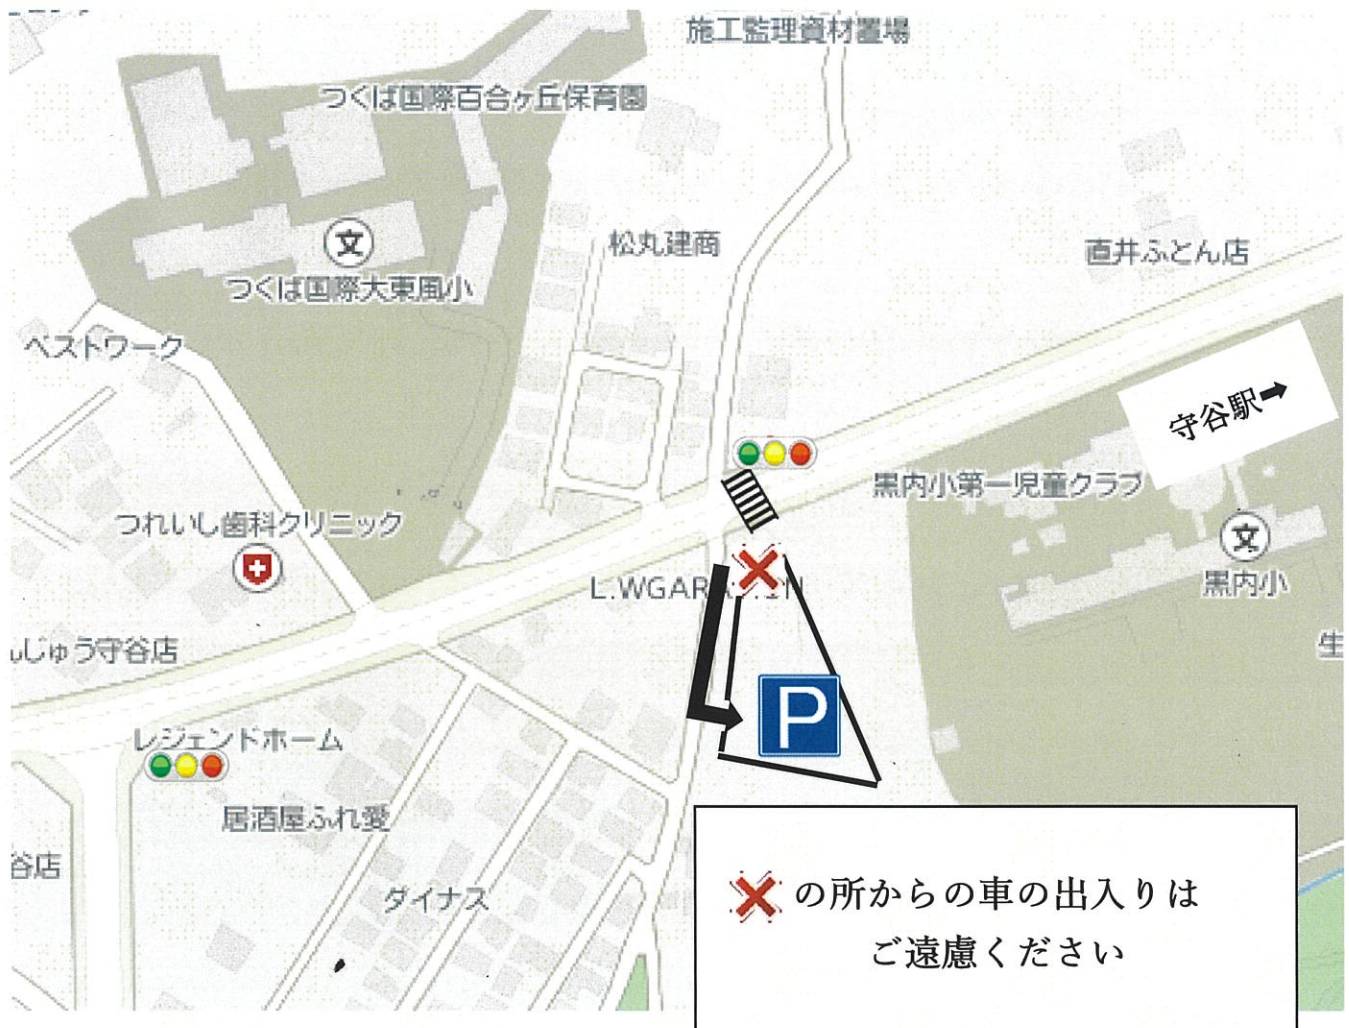 施工監理資材置場
つくば国際百合ヶ丘保育園
松丸建商
直井ふとん店
文
つくば国際大東風小
ベストワーク
守谷駅➡
黒内小第一児童クラブ
つれいし歯科クリニック
文
黒内小
L.WGAR
んじゅう守谷店
生
P
レジェンドホーム
居酒屋ふれ愛
谷店
ダイナス
の所からの車の出入りは
ご遠慮ください